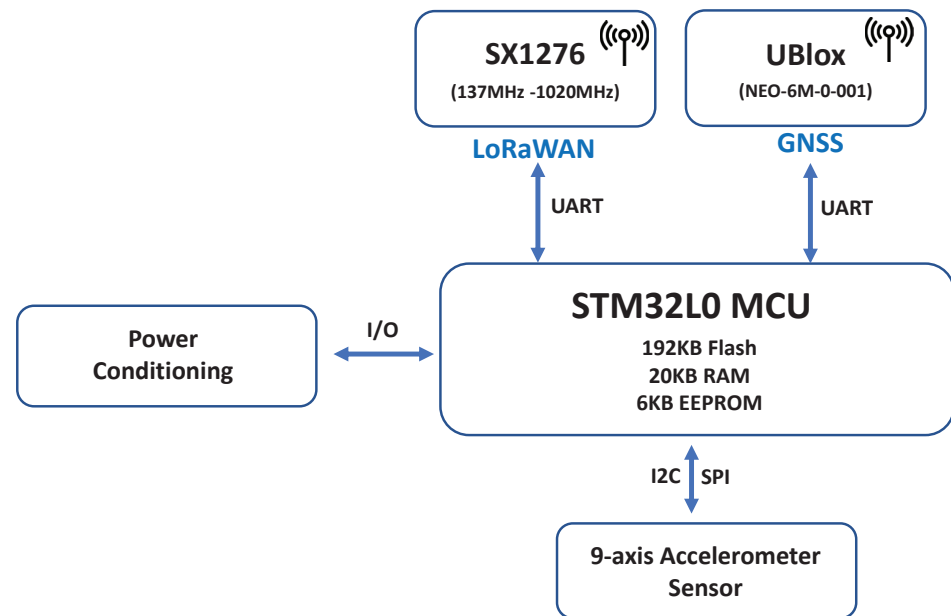 SX1276
(137MHz -1020MHz)
LoRaWAN
UBlox
(NEO-6M-0-001)
GNSS
UART
UART
STM32L0 MCU
192KB Flash
20KB RAM
6KB EEPROM
Power
Conditioning
I/O
I2C
SPI
9-axis Accelerometer
Sensor